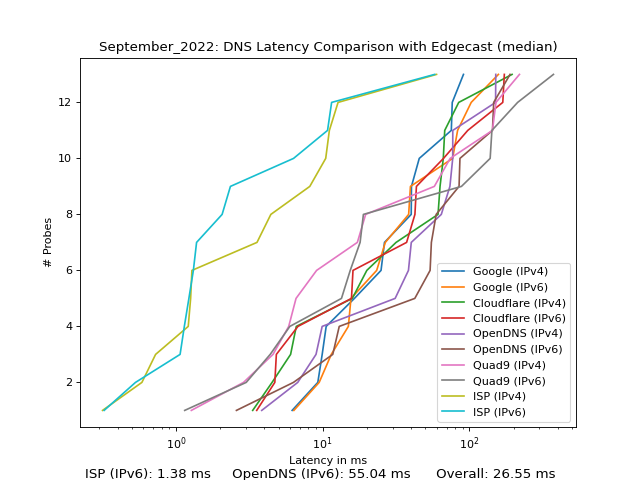 September_2022: DNS Latency Comparison with Edgecast (median)
# Probes
12
10
8
6
4
2
10⁰
10¹
10²
Latency in ms
Google (IPv4)
Google (IPv6)
Cloudflare (IPv4)
Cloudflare (IPv6)
OpenDNS (IPv4)
OpenDNS (IPv6)
Quad9 (IPv4)
Quad9 (IPv6)
ISP (IPv4)
ISP (IPv6)
ISP (IPv6): 1.38 ms OpenDNS (IPv6): 55.04 ms Overall: 26.55 ms